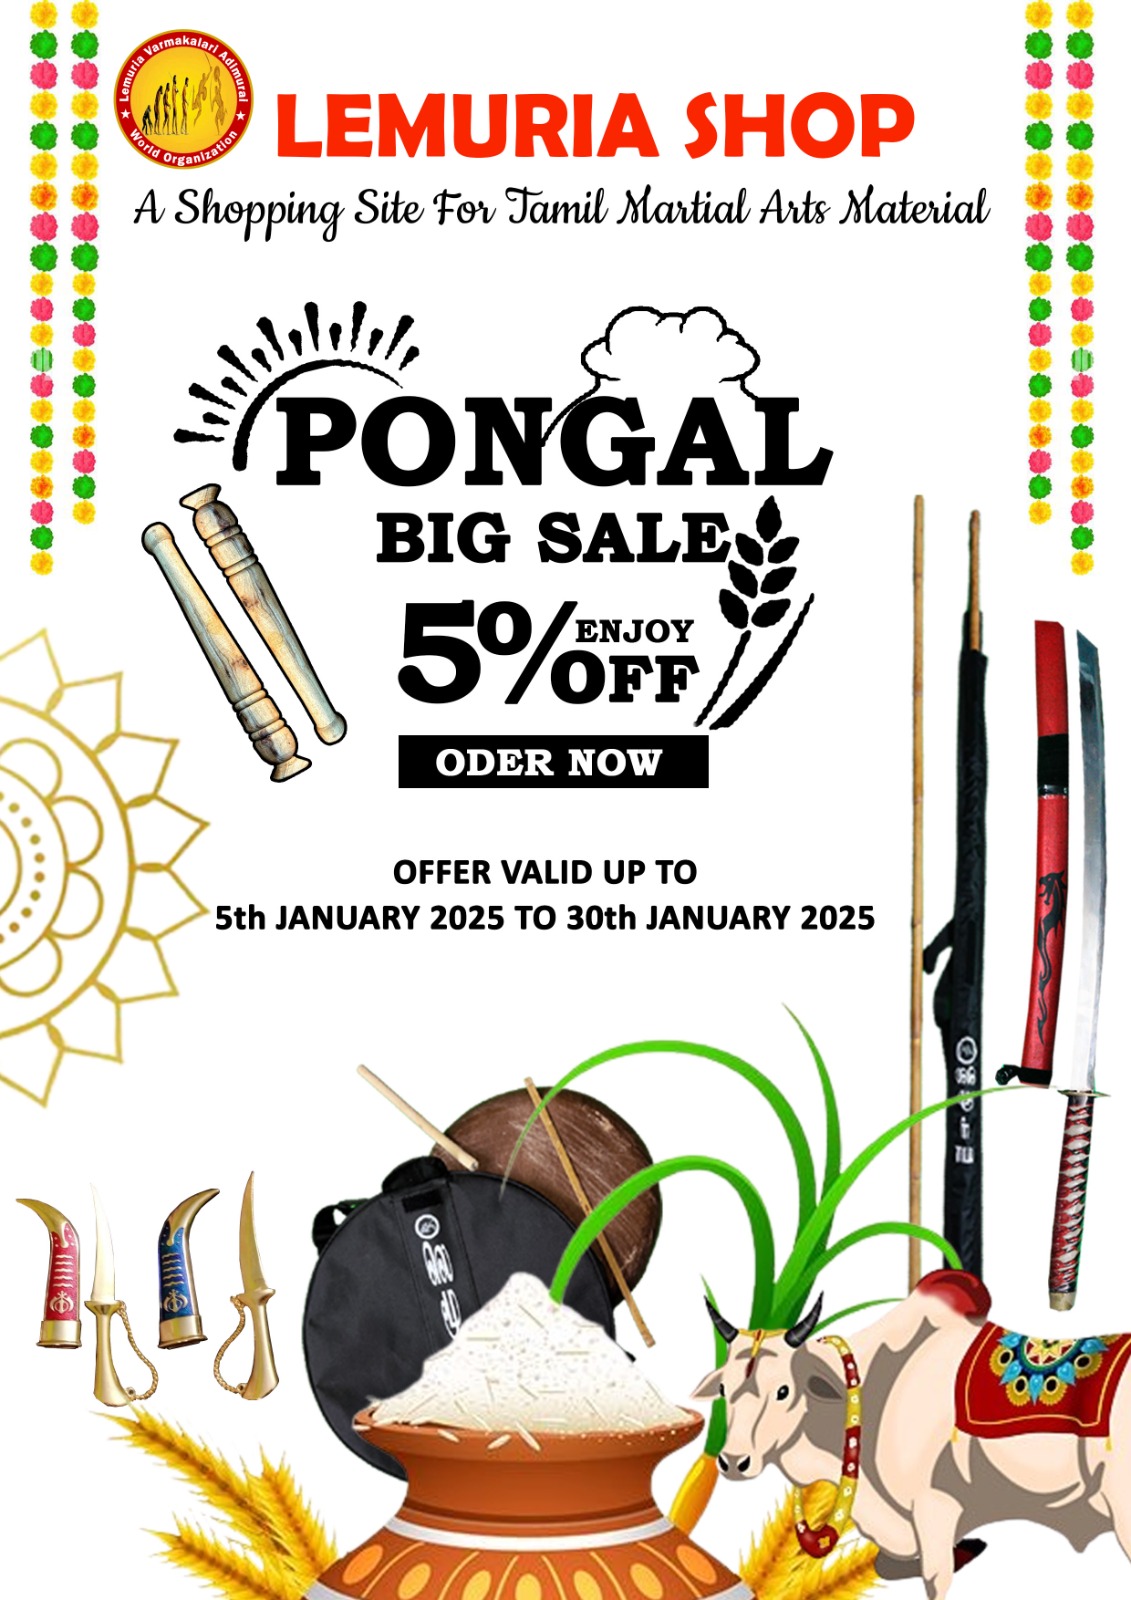 Lemuria Varmakalari Adimurai
World Organization
LEMURIA SHOP
A Shopping Site For Tamil Martial Arts Material
PONGAL
BIG SALE
5% ENJOY
OFF
ODER NOW
OFFER VALID UP TO
5th JANUARY 2025 TO 30th JANUARY 2025